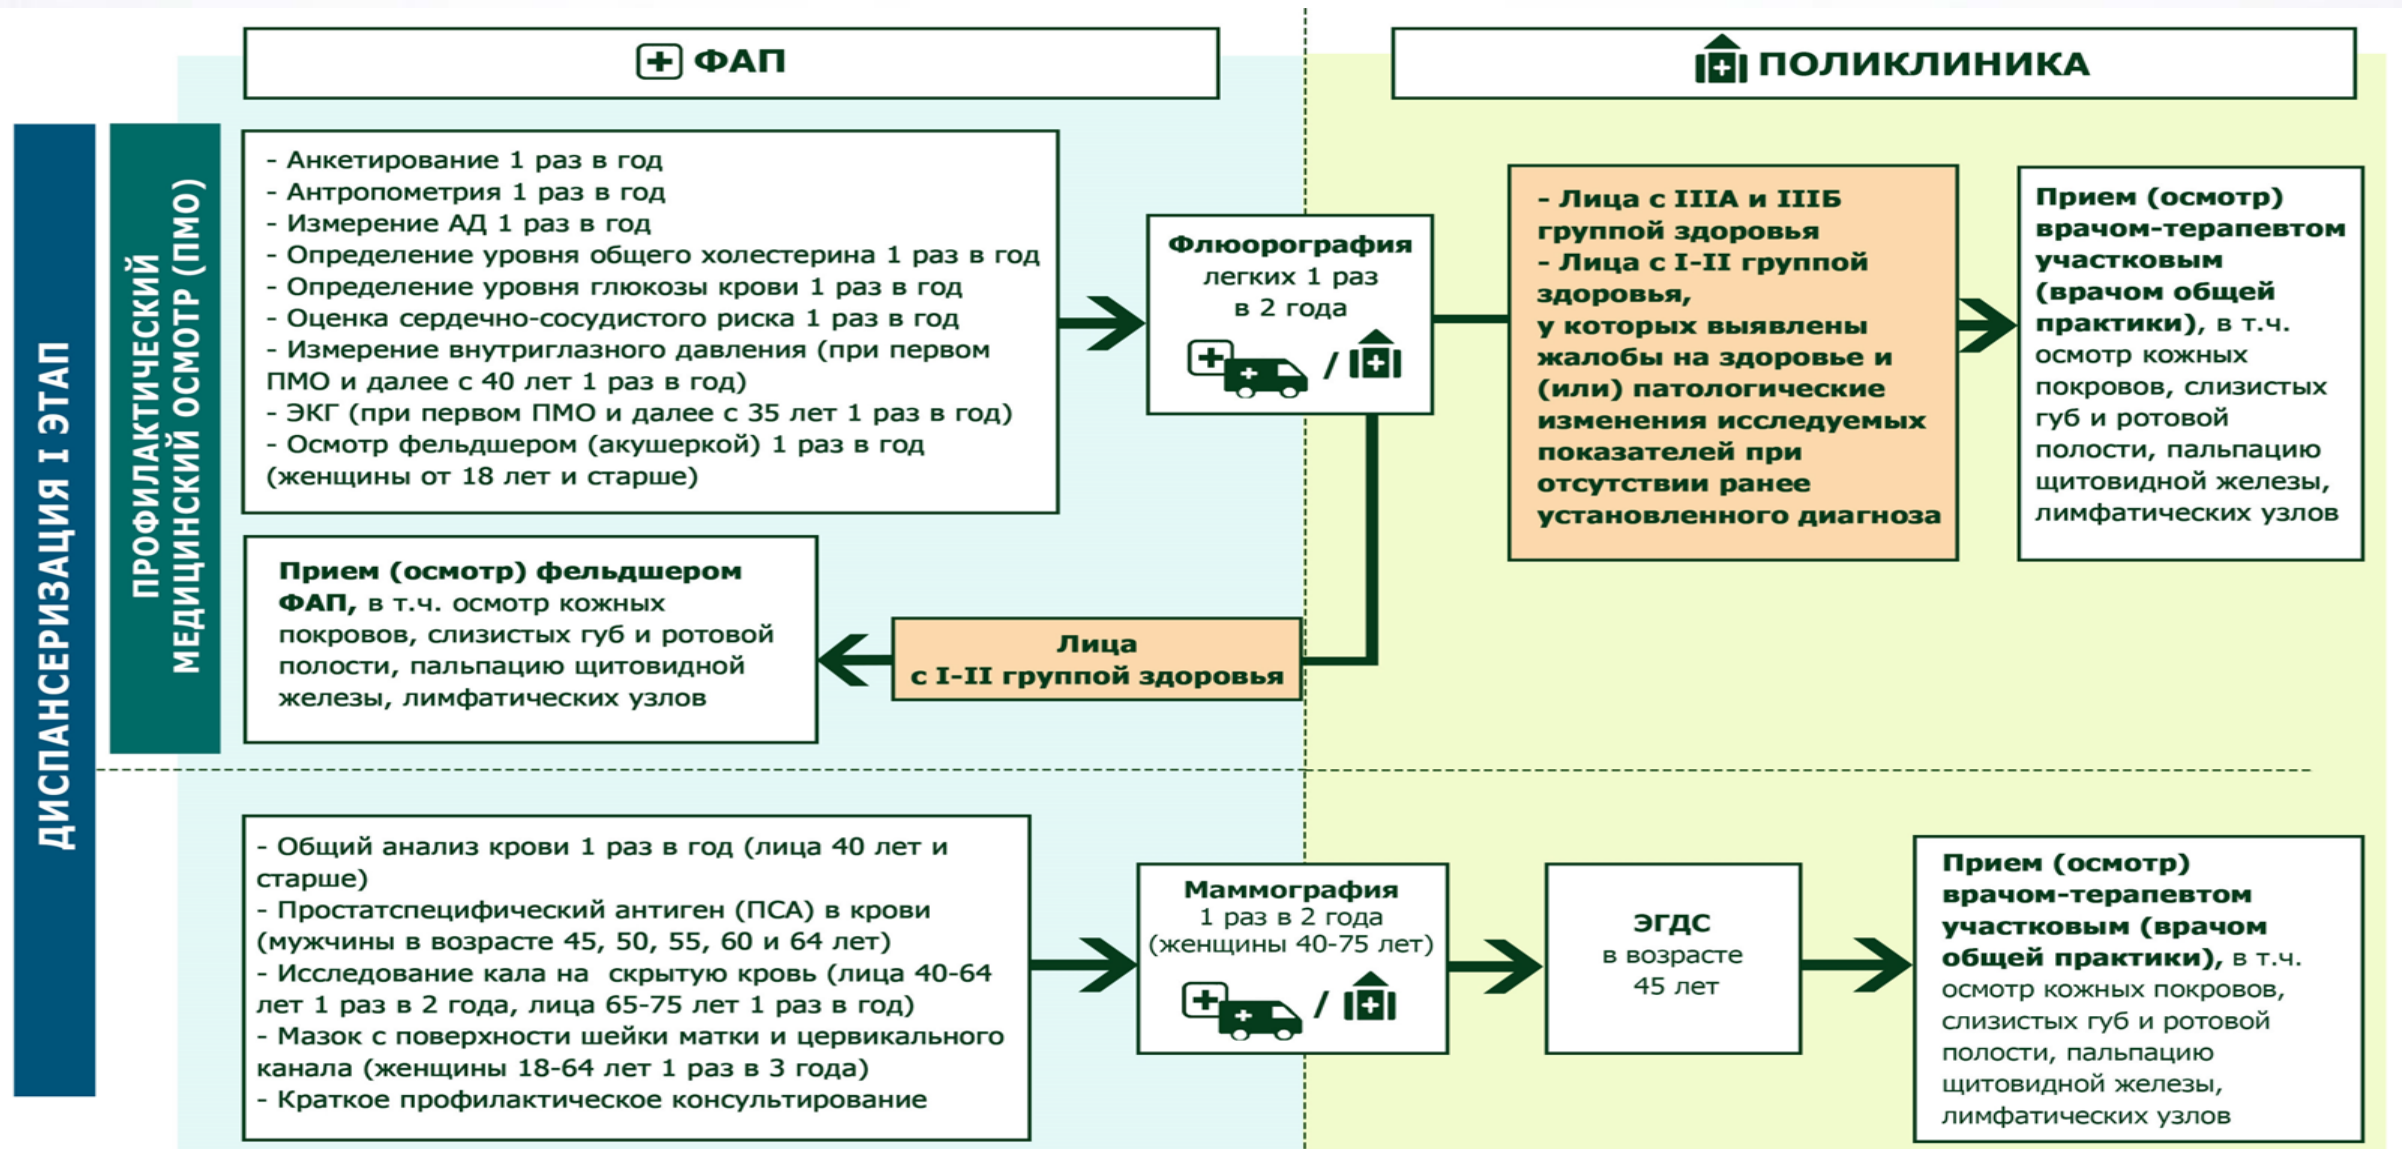 ФАП
ПОЛИКЛИНИКА
ДИСПАНСЕРИЗАЦИЯ I ЭТАП
ПРОФИЛАКТИЧЕСКИЙ
МЕДИЦИНСКИЙ ОСМОТР (ПМО)
- Анкетирование 1 раз в год
- Антропометрия 1 раз в год
- Измерение АД 1 раз в год
- Определение уровня общего холестерина 1 раз в год
- Определение уровня глюкозы крови 1 раз в год
- Оценка сердечно-сосудистого риска 1 раз в год
- Измерение внутриглазного давления (при первом
ПМО и далее с 40 лет 1 раз в год)
- ЭКГ (при первом ПМО и далее с 35 лет 1 раз в год)
- Осмотр фельдшером (акушеркой) 1 раз в год
(женщины от 18 лет и старше)
Флюорография
легких 1 раз
в 2 года
/
- Лица с IIIА и IIIБ
группой здоровья
- Лица с I-II группой
здоровья,
у которых выявлены
жалобы на здоровье и
(или) патологические
изменения исследуемых
показателей при
отсутствии ранее
установленного диагноза
Прием (осмотр)
врачом-терапевтом
участковым
(врачом общей
практики), в т.ч.
осмотр кожных
покровов, слизистых
губ и ротовой
полости, пальпацию
щитовидной железы,
лимфатических узлов
Прием (осмотр) фельдшером
ФАП, в т.ч. осмотр кожных
покровов, слизистых губ и ротовой
полости, пальпацию щитовидной
железы, лимфатических узлов
Лица
с I-II группой здоровья
- Общий анализ крови 1 раз в год (лица 40 лет и
старше)
- Простатспецифический антиген (ПСА) в крови
(мужчины в возрасте 45, 50, 55, 60 и 64 лет)
- Исследование кала на скрытую кровь (лица 40-64
лет 1 раз в 2 года, лица 65-75 лет 1 раз в год)
- Мазок с поверхности шейки матки и цервикального
канала (женщины 18-64 лет 1 раз в 3 года)
- Краткое профилактическое консультирование
Маммография
1 раз в 2 года
(женщины 40-75 лет)
/
ЭГДС
в возрасте
45 лет
Прием (осмотр)
врачом-терапевтом
участковым (врачом
общей практики), в т.ч.
осмотр кожных покровов,
слизистых губ и ротовой
полости, пальпацию
щитовидной железы,
лимфатических узлов